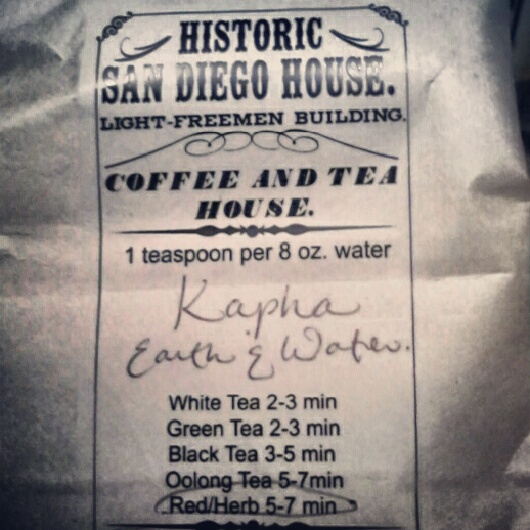 HISTORIC
SAN DIEGO HOUSE.
LIGHT-FREEMEN BUILDING.
COFFEE AND TEA
HOUSE.
1 teaspoon per 8 oz. water
Kapha
Earth & Water.
White Tea 2-3 min
Green Tea 2-3 min
Black Tea 3-5 min
Oolong Tea 5-7min
Red/Herb 5-7 min